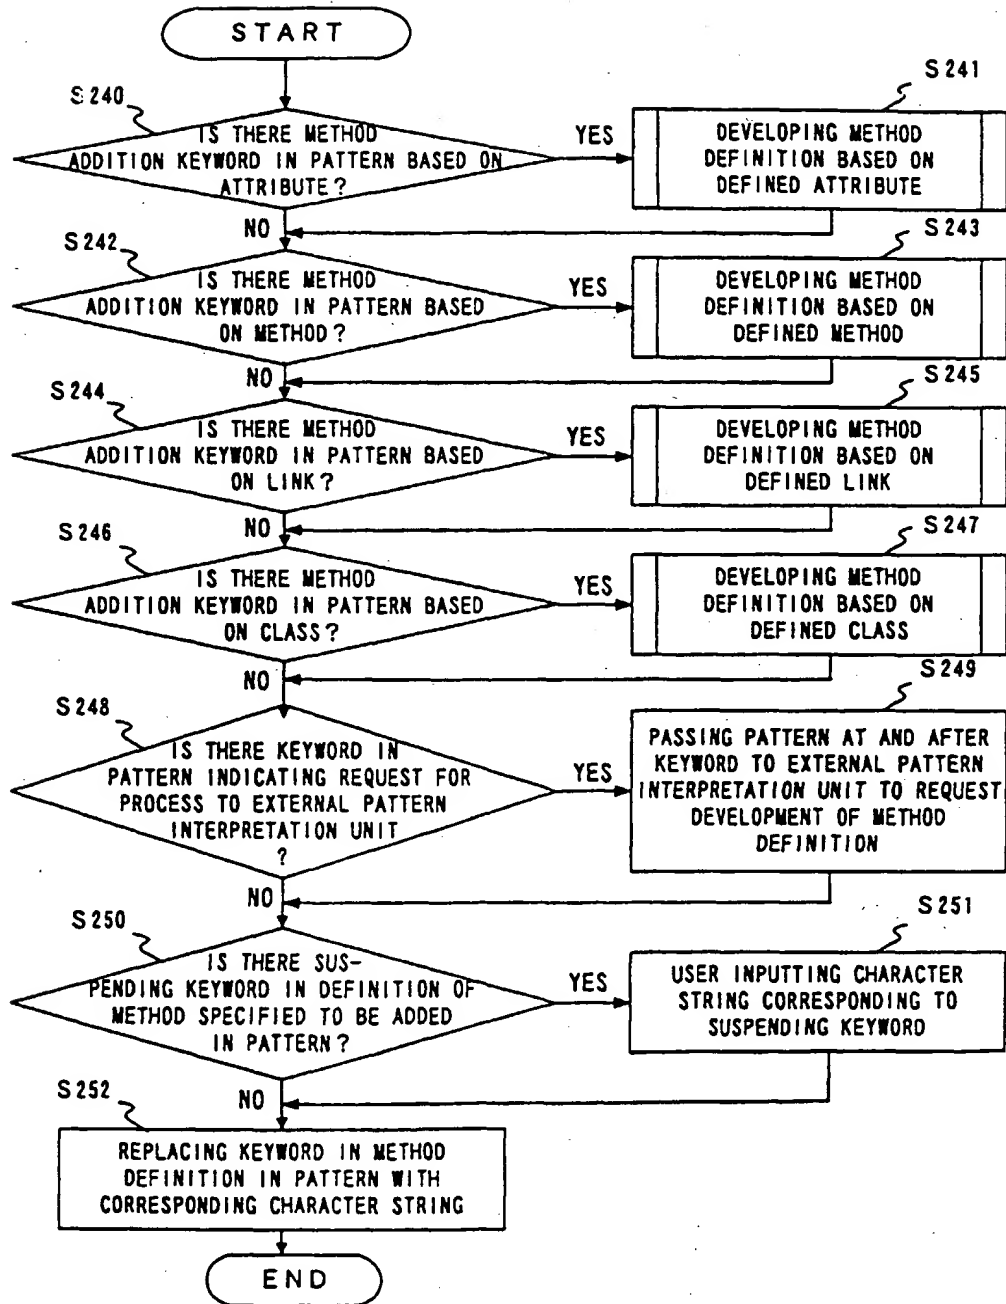 START
S240
IS THERE METHOD
ADDITION KEYWORD IN PATTERN BASED ON
ATTRIBUTE?
YES
S241
DEVELOPING METHOD
DEFINITION BASED ON
DEFINED ATTRIBUTE
NO
S242
IS THERE METHOD
ADDITION KEYWORD IN PATTERN BASED
ON METHOD?
YES
S243
DEVELOPING METHOD
DEFINITION BASED ON
DEFINED METHOD
NO
S244
IS THERE METHOD
ADDITION KEYWORD IN PATTERN BASED
ON LINK?
YES
S245
DEVELOPING METHOD
DEFINITION BASED ON
DEFINED LINK
NO
S246
IS THERE METHOD
ADDITION KEYWORD IN PATTERN BASED
ON CLASS?
YES
S247
DEVELOPING METHOD
DEFINITION BASED ON
DEFINED CLASS
NO
S248
IS THERE KEYWORD IN
PATTERN INDICATING REQUEST FOR
PROCESS TO EXTERNAL PATTERN
INTERPRETATION UNIT
?
YES
S249
PASSING PATTERN AT AND AFTER
KEYWORD TO EXTERNAL PATTERN
INTERPRETATION UNIT TO REQUEST
DEVELOPMENT OF METHOD
DEFINITION
NO
S250
IS THERE SUS-
PENDING KEYWORD IN DEFINITION OF
METHOD SPECIFIED TO BE ADDED
IN PATTERN?
YES
S251
USER INPUTTING CHARACTER
STRING CORRESPONDING TO
SUSPENDING KEYWORD
NO
S252
REPLACING KEYWORD IN METHOD
DEFINITION IN PATTERN WITH
CORRESPONDING CHARACTER STRING
END